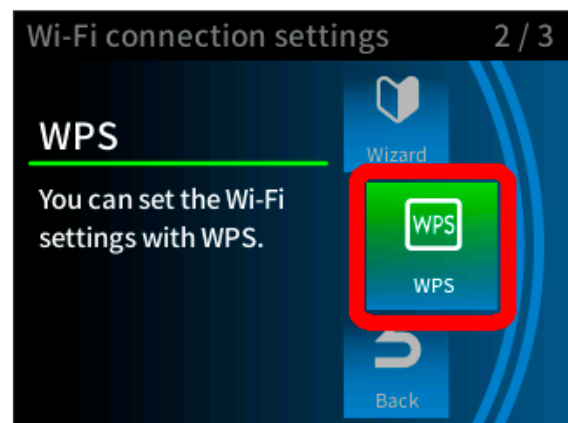 Wi-Fi connection settings 2 / 3
WPS
You can set the Wi-Fi
settings with WPS.
Wizard
WPS
WPS
Back